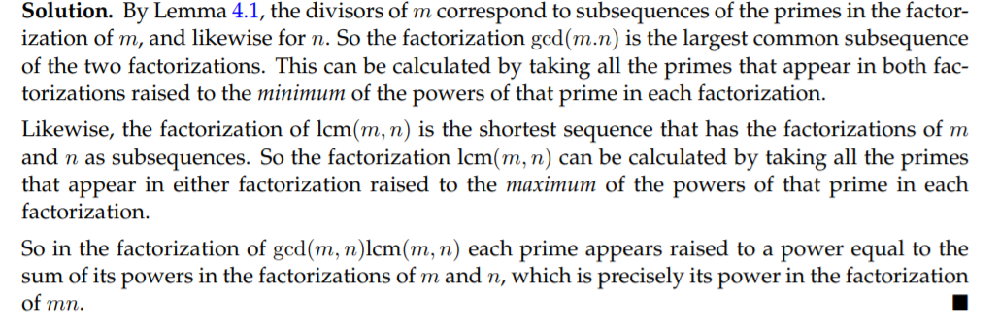 Solution. By Lemma 4.1, the divisors of m correspond to subsequences of the primes in the factor-
ization of m, and likewise for n. So the factorization gcd(m.n) is the largest common subsequence
of the two factorizations. This can be calculated by taking all the primes that appear in both fac-
torizations raised to the minimum of the powers of that prime in each factorization.
Likewise, the factorization of lcm(m, n) is the shortest sequence that has the factorizations of m
and n as subsequences. So the factorization lcm(m, n) can be calculated by taking all the primes
that appear in either factorization raised to the maximum of the powers of that prime in each
factorization.
So in the factorization of gcd(m, n)lcm(m, n) each prime appears raised to a power equal to the
sum of its powers in the factorizations of m and n, which is precisely its power in the factorization
of mn. ■